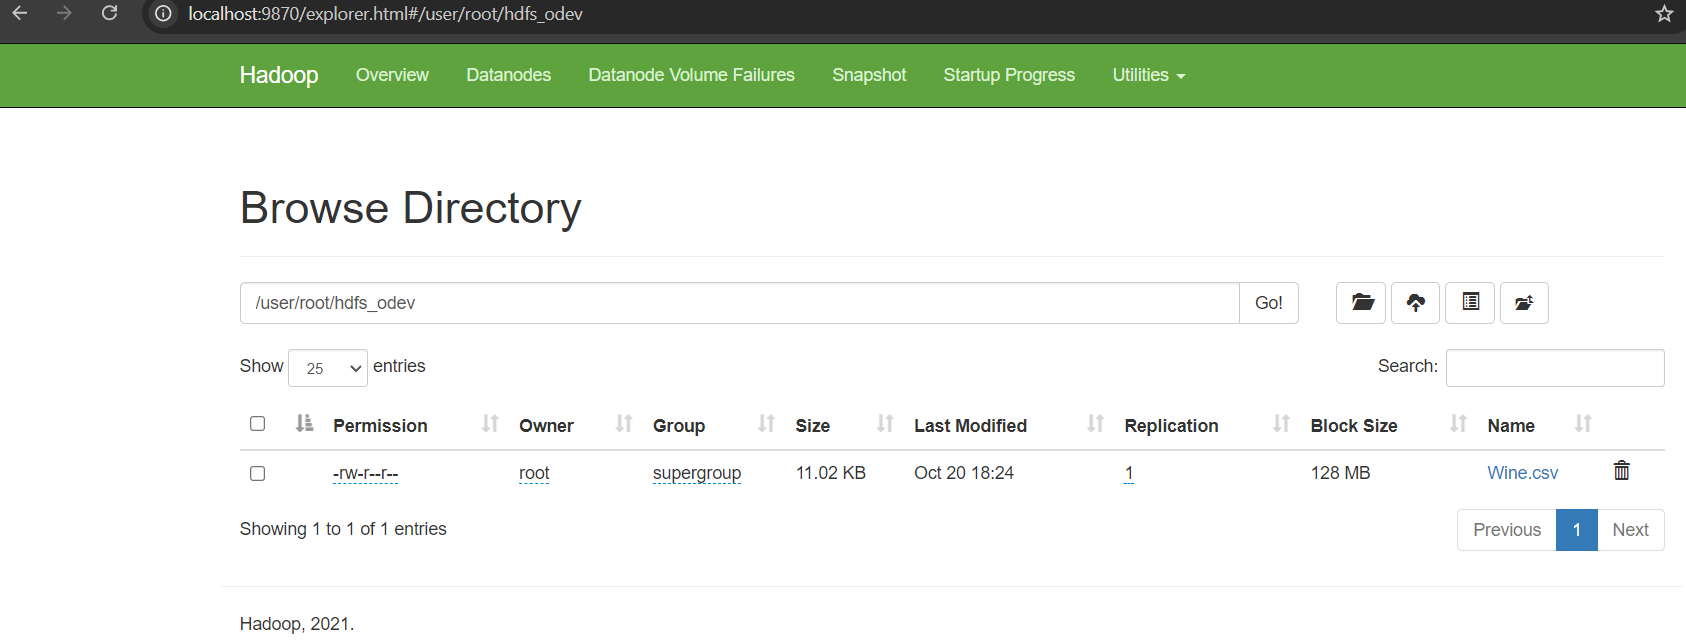 localhost:9870/explorer.html#/user/root/hdfs_odev
Hadoop Overview Datanodes Datanode Volume Failures Snapshot Startup Progress Utilities
Browse Directory
/user/root/hdfs_odev Go!
Show 25 entries Search:
Permission Owner Group Size Last Modified Replication Block Size Name
-rw-r--r-- root supergroup 11.02 KB Oct 20 18:24 1 128 MB Wine.csv
Showing 1 to 1 of 1 entries Previous 1 Next
Hadoop, 2021.